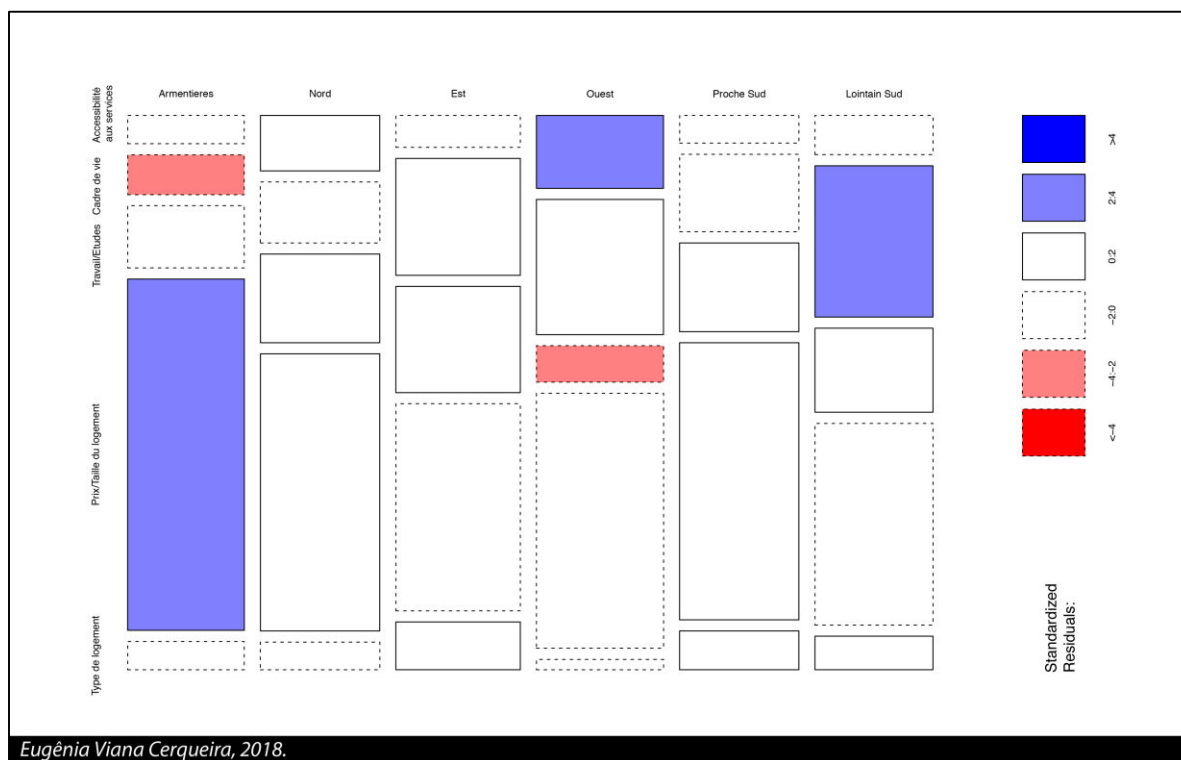 Armentieres
Nord
Est
Ouest
Proche Sud
Lointain Sud
Accessibilité
aux services
Cadre de vie
Travail/Etudes
Prix/Taille du logement
Type de logement
>4
2:4
0:2
-2:0
-4:-2
<-4
Standardized
Residuals:
Eugênia Viana Cerqueira, 2018.